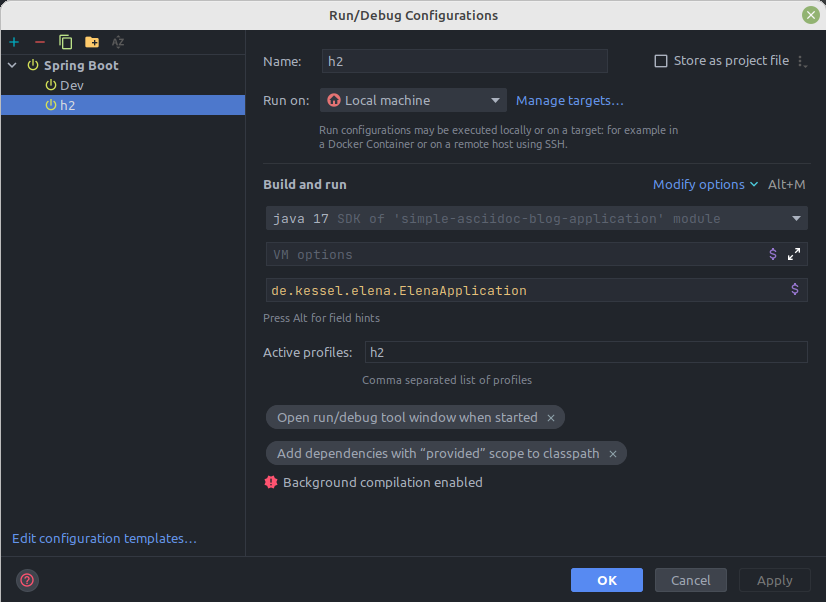 Run/Debug Configurations
Spring Boot
Dev
h2
Edit configuration templates...
Name: h2
Store as project file
Run on: Local machine Manage targets...
Run configurations may be executed locally or on a target: for example in
a Docker Container or on a remote host using SSH.
Build and run
Modify options Alt+M
java 17 SDK of 'simple-asciidoc-blog-application' module
VM options
de.kessel.elena.ElenaApplication
Press Alt for field hints
Active profiles: h2
Comma separated list of profiles
Open run/debug tool window when started ×
Add dependencies with “provided” scope to classpath ×
Background compilation enabled
OK Cancel Apply